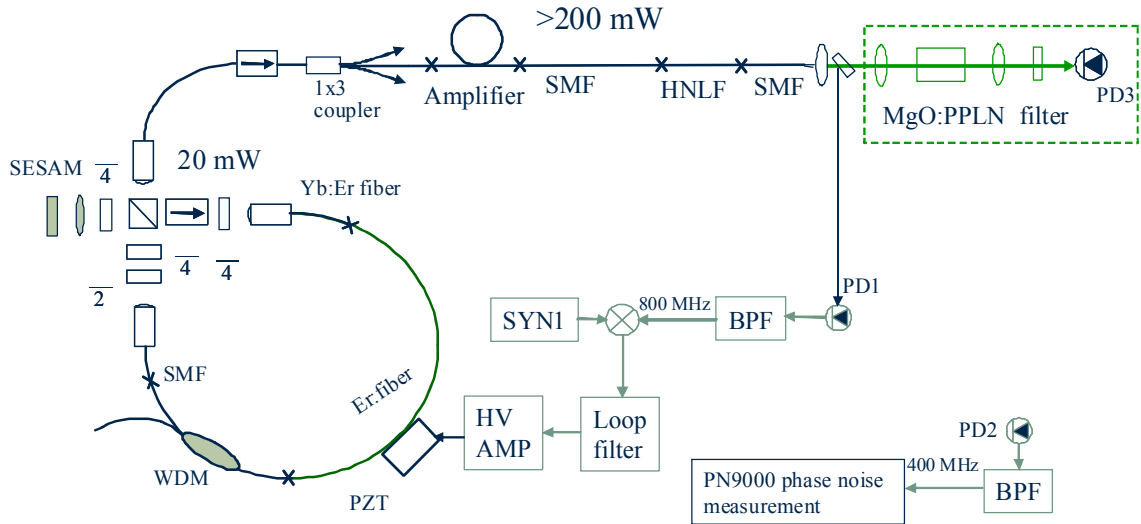 >200 mW
1x3
coupler
Amplifier
SMF
HNLF
SMF
PD3
MgO:PPLN filter
SESAM
4
20 mW
Yb:Er fiber
4
4
2
PD1
800 MHz
SYN1
BPF
SMF
Er:fiber
HV
AMP
Loop
filter
PD2
WDM
400 MHz
PZT
PN9000 phase noise
measurement
BPF